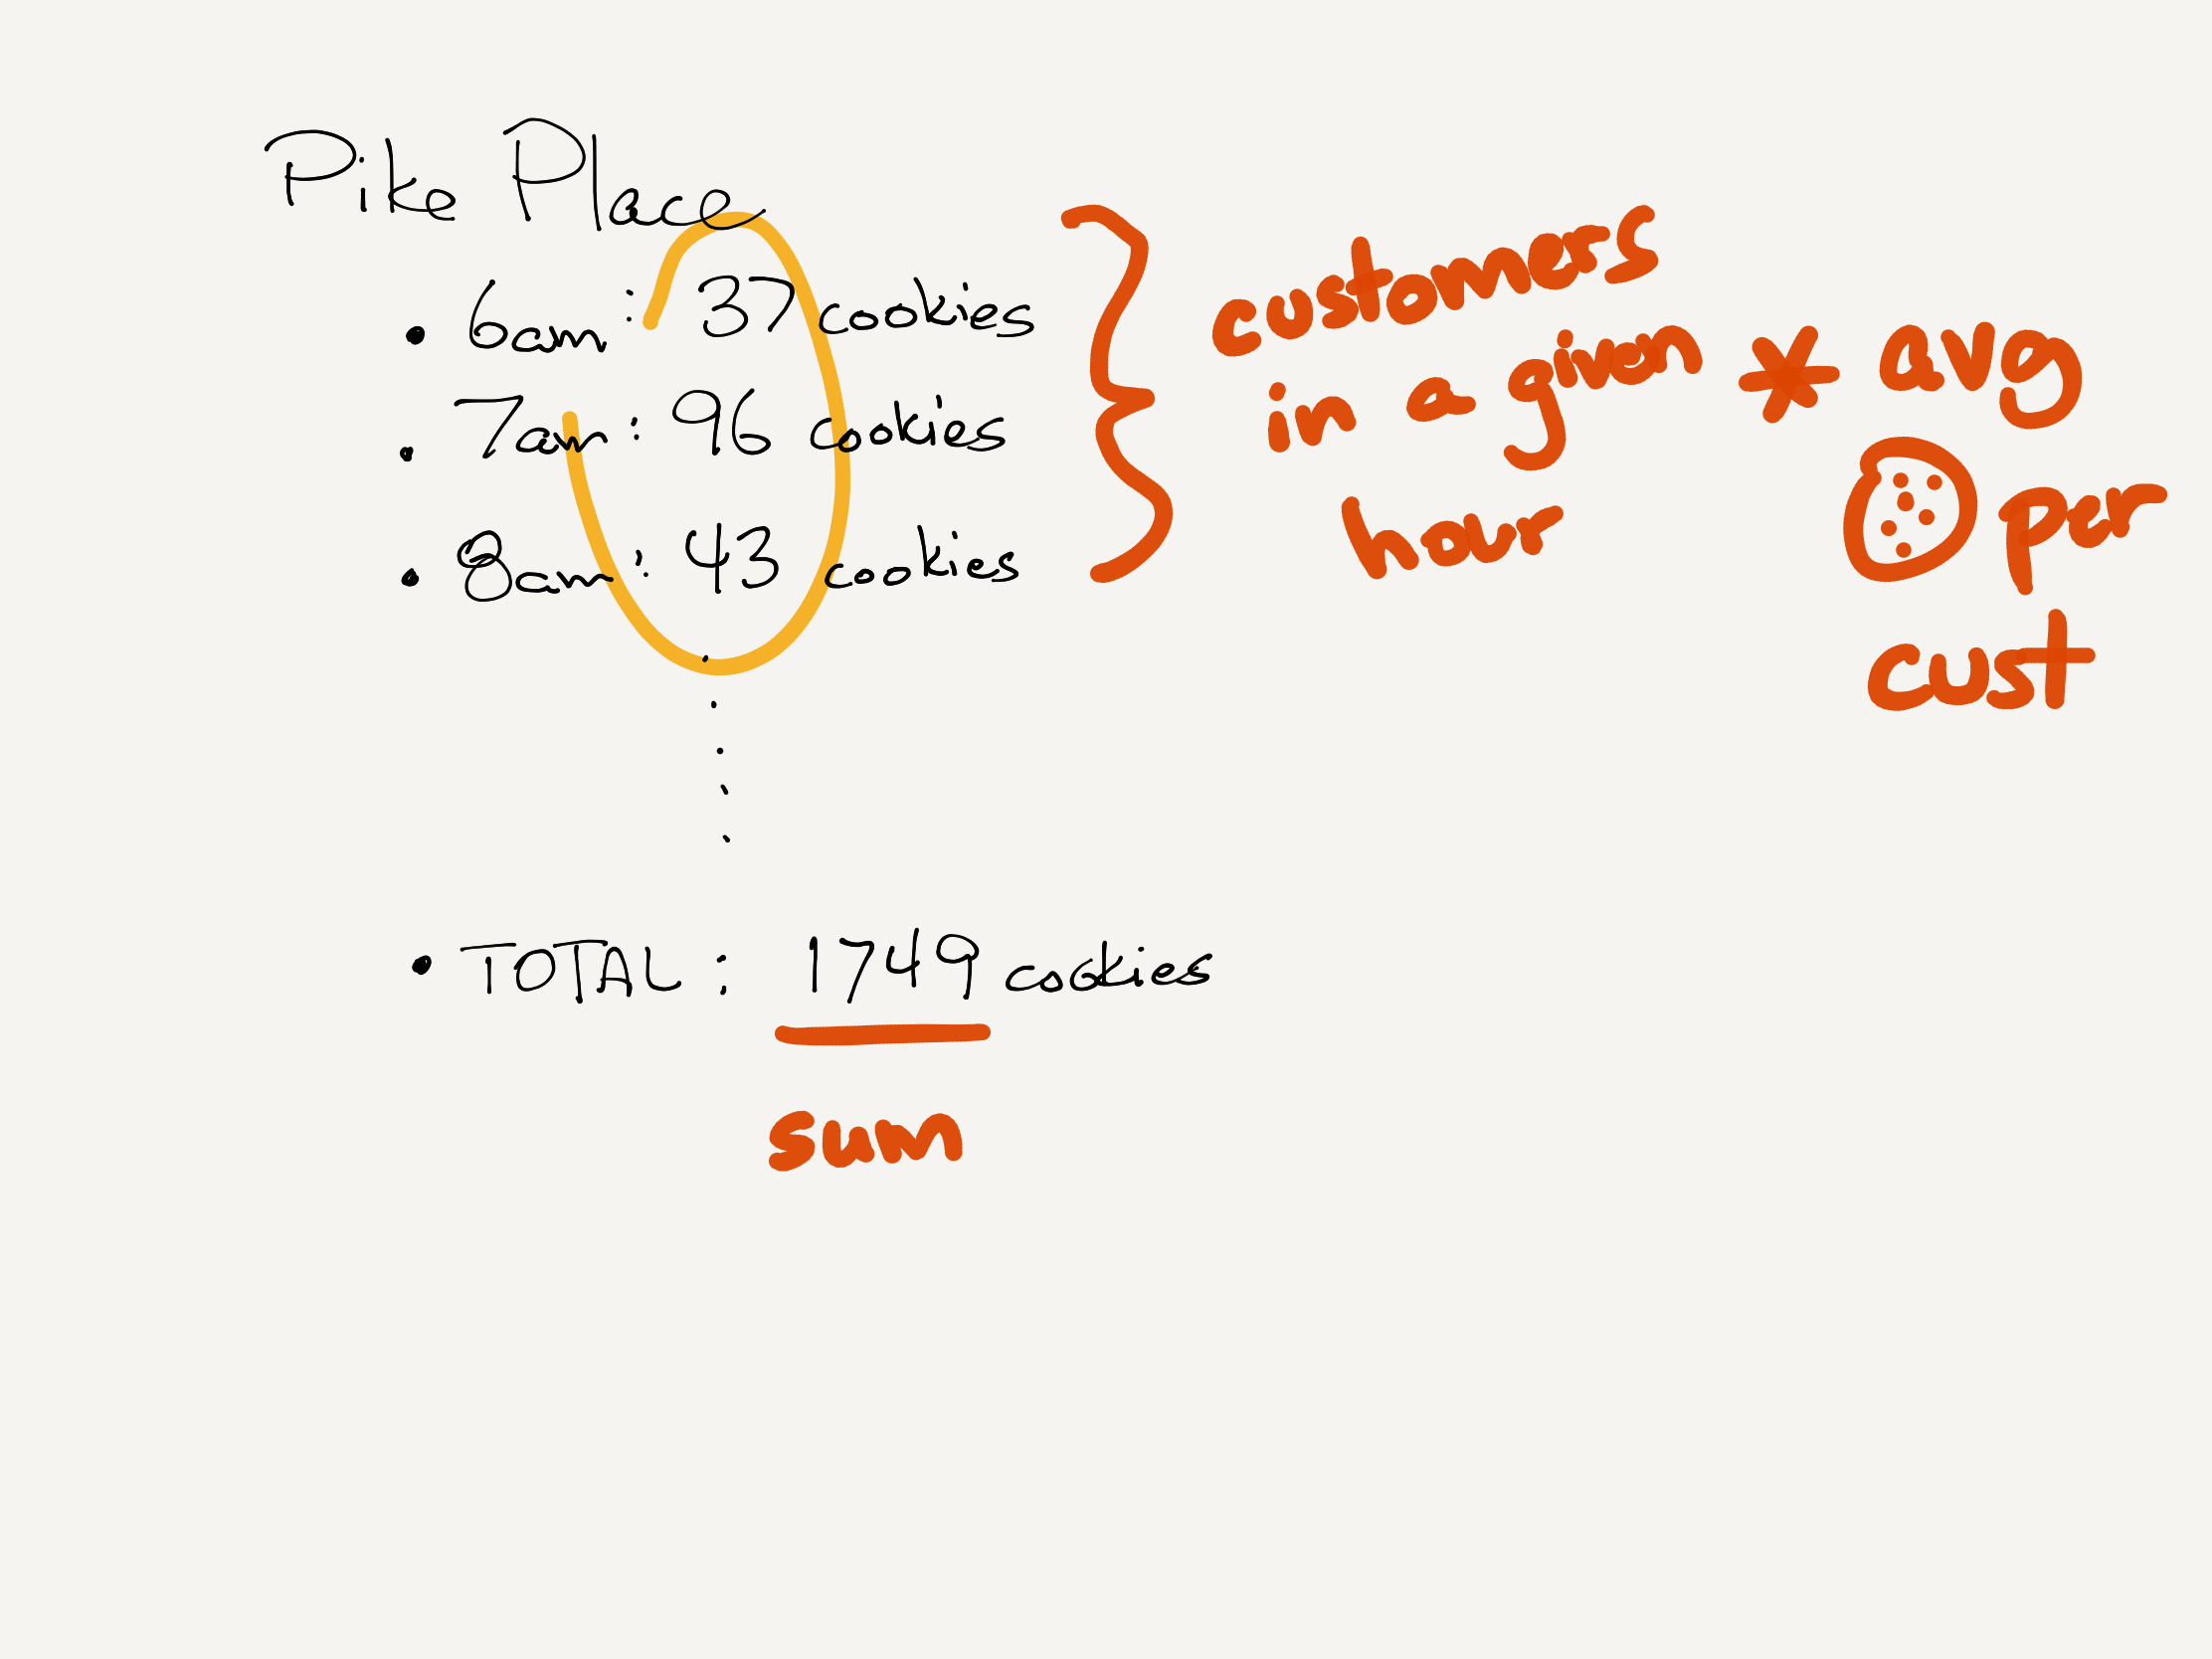 Pike Place
• 6am : 37 cookies
• 7am : 96 cookies
• 8am : 43 cookies
• TOTAL : 1749 cookies
sum
customers
in a given
hour
* avg
per
cust